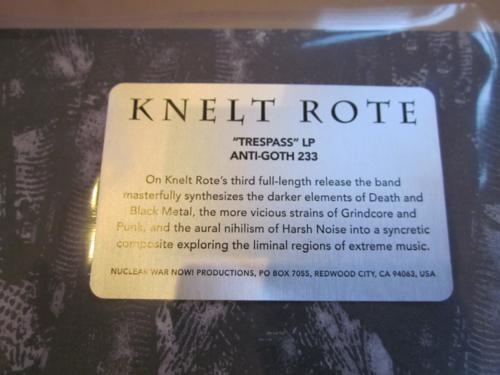 KNELT ROTE
"TRESPASS" LP
ANTI-GOTH 233
On Knelt Rote's third full-length release the band
masterfully synthesizes the darker elements of Death and
Black Metal, the more vicious strains of Grindcore and
Punk, and the aural nihilism of Harsh Noise into a syncretic
composite exploring the liminal regions of extreme music.
NUCLEAR WAR NOW! PRODUCTIONS, PO BOX 7055, REDWOOD CITY, CA 94063, USA